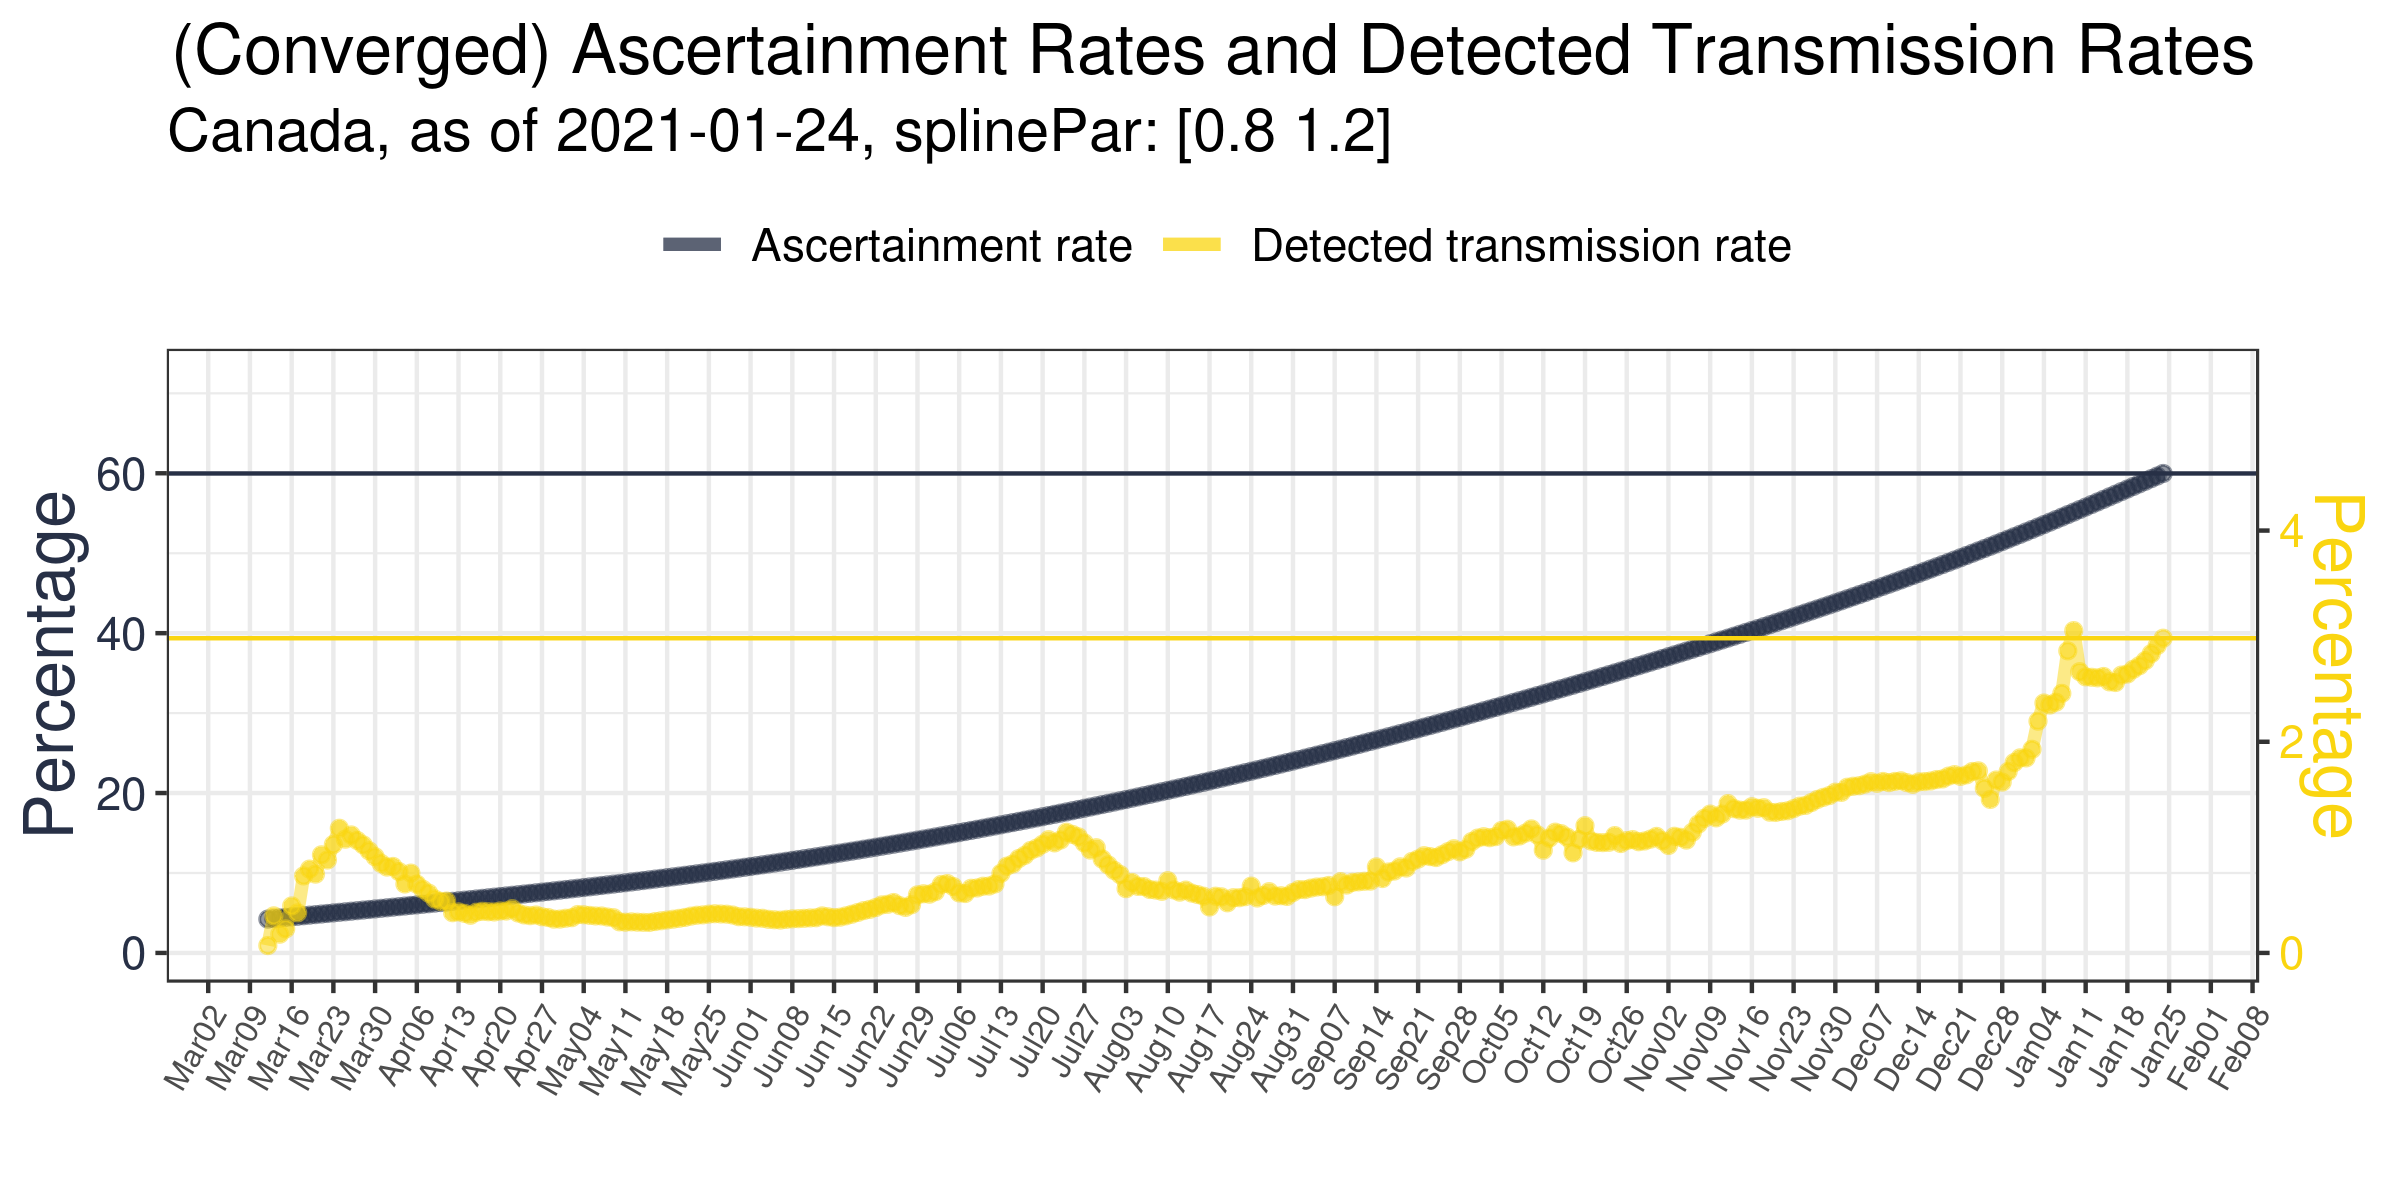 (Converged) Ascertainment Rates and Detected Transmission Rates
Canada, as of 2021-01-24, splinePar: [0.8 1.2]
Ascertainment rate
Detected transmission rate
Percentage
60
40
20
0
4
2
0
Percentage
Mar02
Mar09
Mar16
Mar23
Mar30
Apr06
Apr13
Apr20
Apr27
May04
May11
May18
May25
Jun01
Jun08
Jun15
Jun22
Jun29
Jul06
Jul13
Jul20
Jul27
Aug03
Aug10
Aug17
Aug24
Aug31
Sep07
Sep14
Sep21
Sep28
Oct05
Oct12
Oct19
Oct26
Nov02
Nov09
Nov16
Nov23
Nov30
Dec07
Dec14
Dec21
Dec28
Jan04
Jan11
Jan18
Jan25
Feb01
Feb08